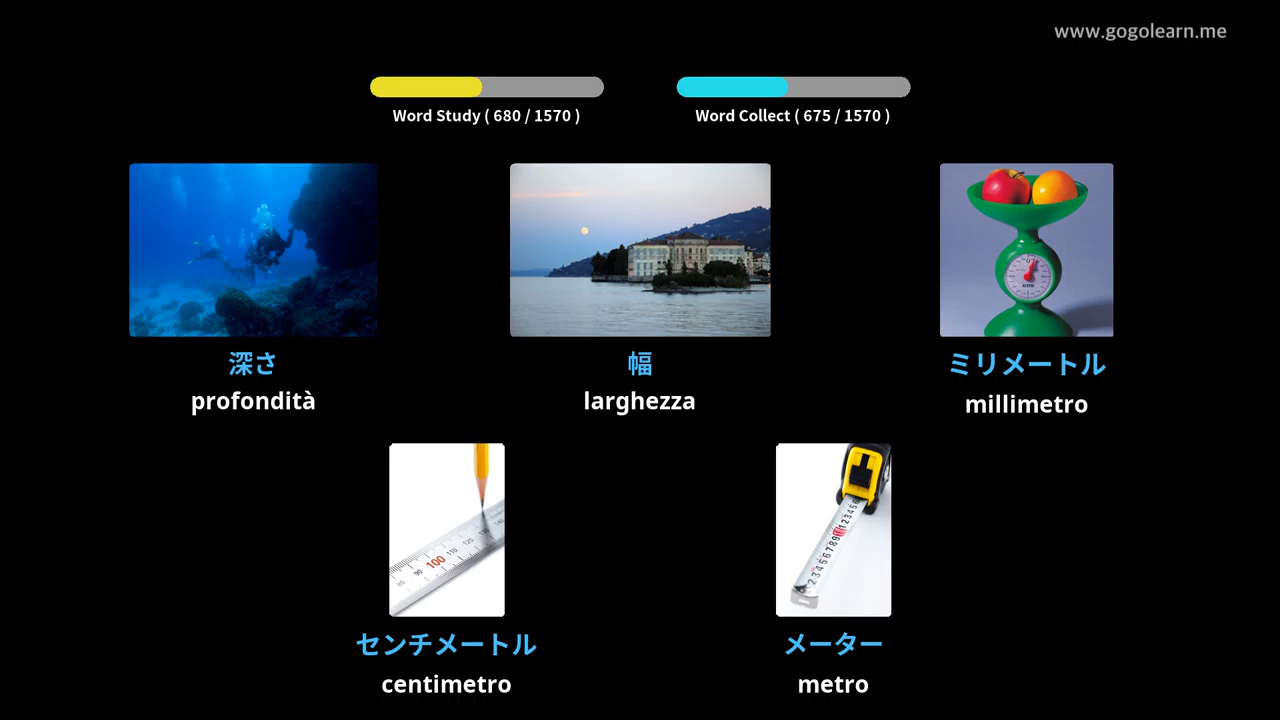 www.gogolearn.me
Word Study ( 680 / 1570 )
Word Collect ( 675 / 1570 )
深さ
profondità
幅
larghezza
ミリメートル
millimetro
100
センチメートル
centimetro
メーター
metro